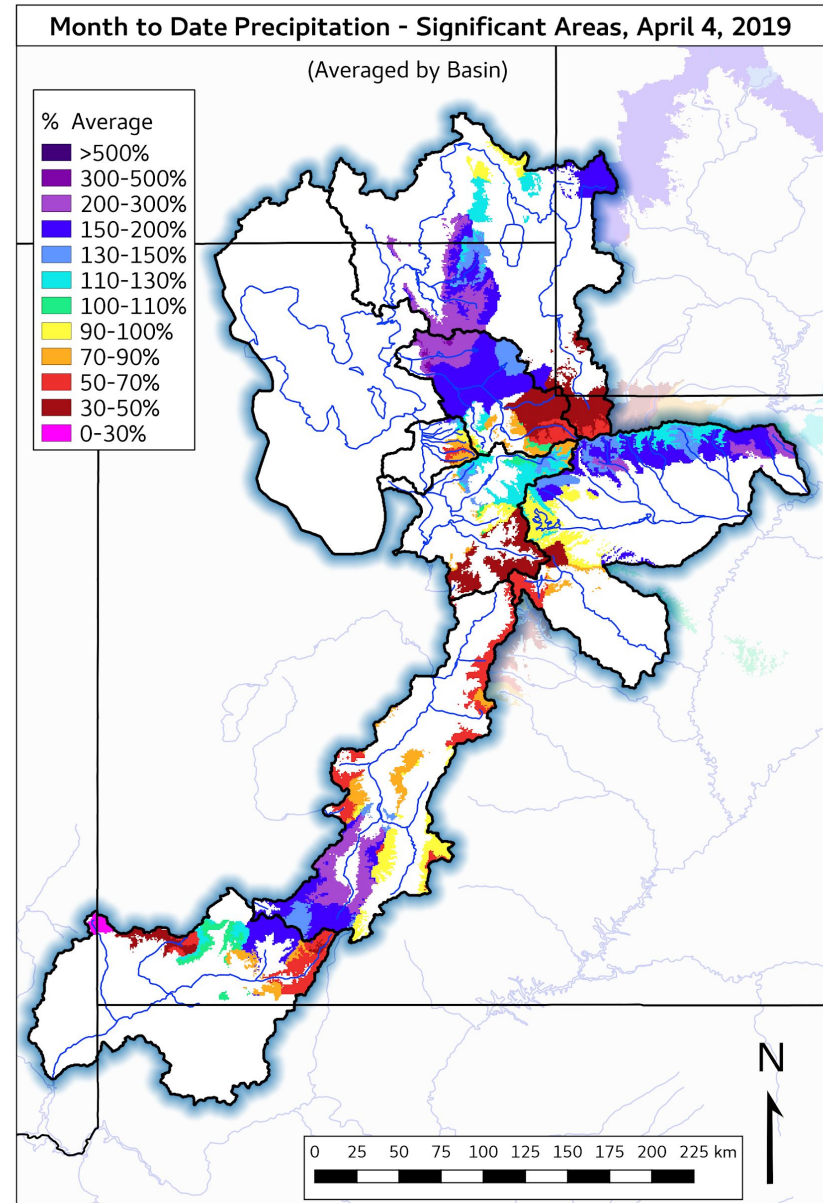 Month to Date Precipitation - Significant Areas, April 4, 2019
(Averaged by Basin)
% Average
>500%
300-500%
200-300%
150-200%
130-150%
110-130%
100-110%
90-100%
70-90%
50-70%
30-50%
0-30%
N
0 25 50 75 100 125 150 175 200 225 km